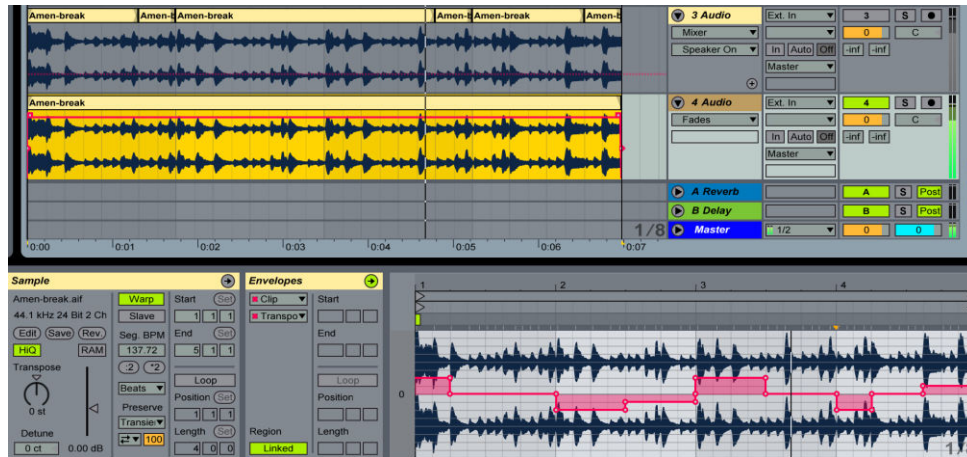 Amen-break Amen-b Amen-break Amen-b Amen-break Amen-b
3 Audio Ext. In 3 S
Mixer 0 C
Speaker On In Auto Off -inf -inf
Master
Amen-break
4 Audio Ext. In 4 S
Fades 0 C
In Auto Off -inf -inf
Master
A Reverb A S Post
B Delay B S Post
1/8 Master 1/2 0 0
0:00 0:01 0:02 0:03 0:04 0:05 0:06 0:07
Sample Envelopes 1 2 3 4
Amen-break.aif Warp Start Set Clip Start
44.1 kHz 24 Bit 2 Ch Slave 1 1 1 Transpo
Edit Save Rev. Seg. BPM End Set End
HiQ RAM 137.72 5 1 1
Transpose :2 *2
Beats Loop Loop
0 st Preserve Position Set Position 0
Transie 1 1 1
Detune 100 Length Set Region Length
0 ct 0.00 dB 4 0 0 Linked